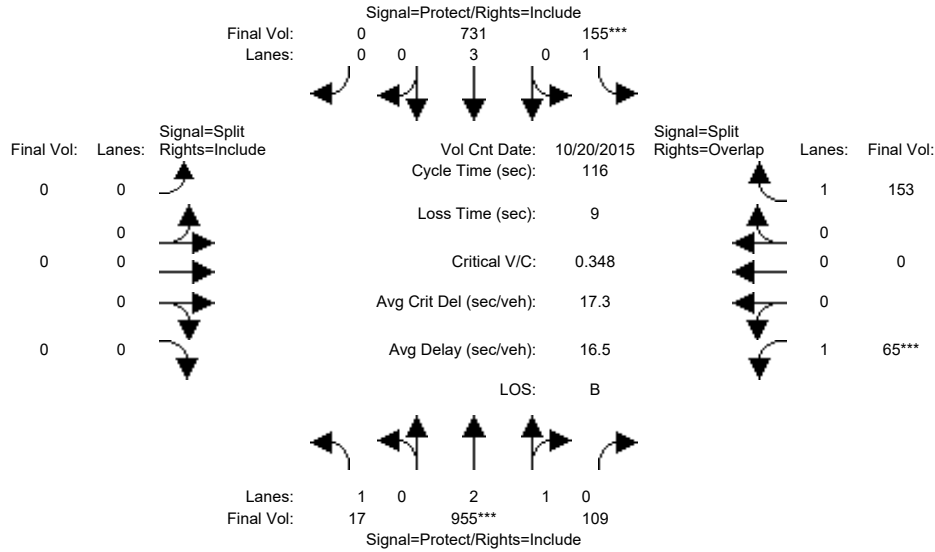 Signal=Protect/Rights=Include
Final Vol: 0 731 155***
Lanes: 0 0 3 0 1
Signal=Split
Final Vol: Lanes: Rights=Include
Vol Cnt Date: 10/20/2015
Signal=Split
Rights=Overlap Lanes: Final Vol:
Cycle Time (sec): 116
0 0
1 153
Loss Time (sec): 9
0
0
0 0
Critical V/C: 0.348
0 0
0
Avg Crit Del (sec/veh): 17.3
0
0 0
Avg Delay (sec/veh): 16.5
1 65***
LOS: B
Lanes: 1 0 2 1 0
Final Vol: 17 955*** 109
Signal=Protect/Rights=Include